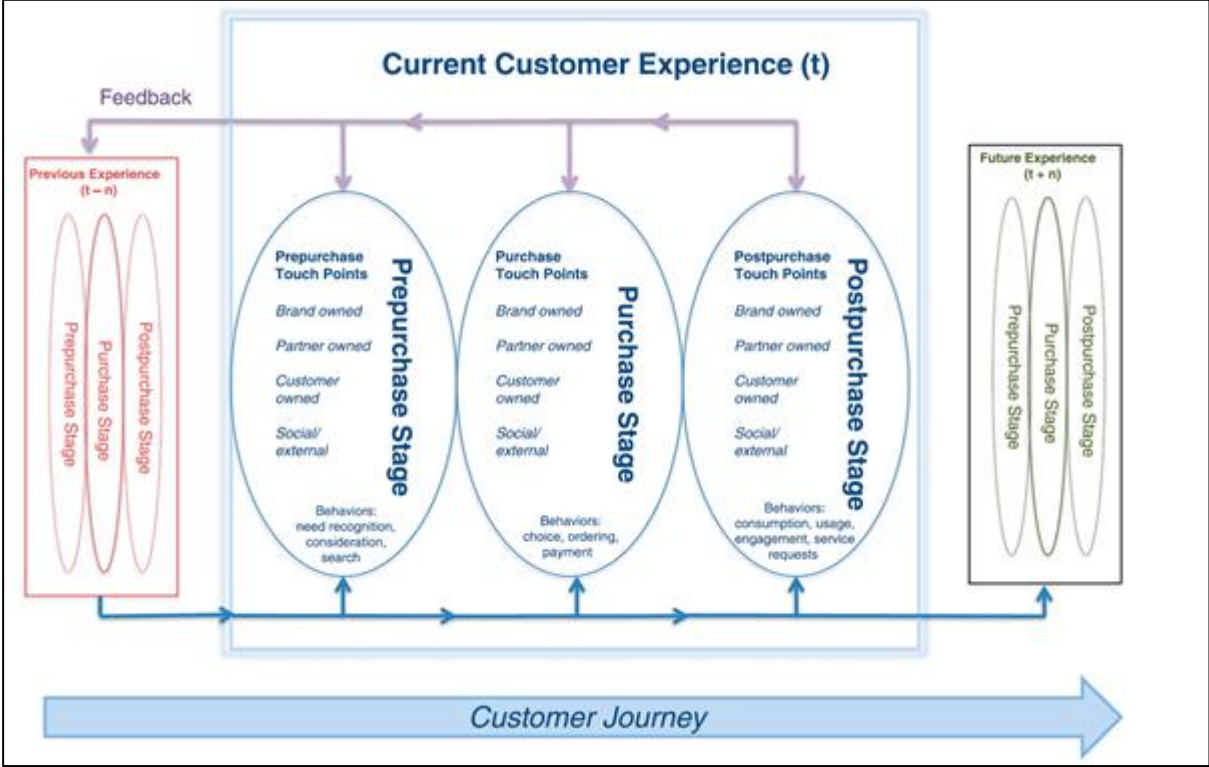 Current Customer Experience (t)
Feedback
Previous Experience
(t – n)
Prepurchase Stage
Purchase Stage
Postpurchase Stage
Prepurchase
Touch Points
Brand owned
Partner owned
Customer
owned
Social/
external
Prepurchase Stage
Behaviors:
need recognition,
consideration,
search
Purchase
Touch Points
Brand owned
Partner owned
Customer
owned
Social/
external
Purchase Stage
Behaviors:
choice, ordering,
payment
Postpurchase
Touch Points
Brand owned
Partner owned
Customer
owned
Social/
external
Postpurchase Stage
Behaviors:
consumption, usage,
engagement, service
requests
Future Experience
(t + n)
Prepurchase Stage
Purchase Stage
Postpurchase Stage
Customer Journey